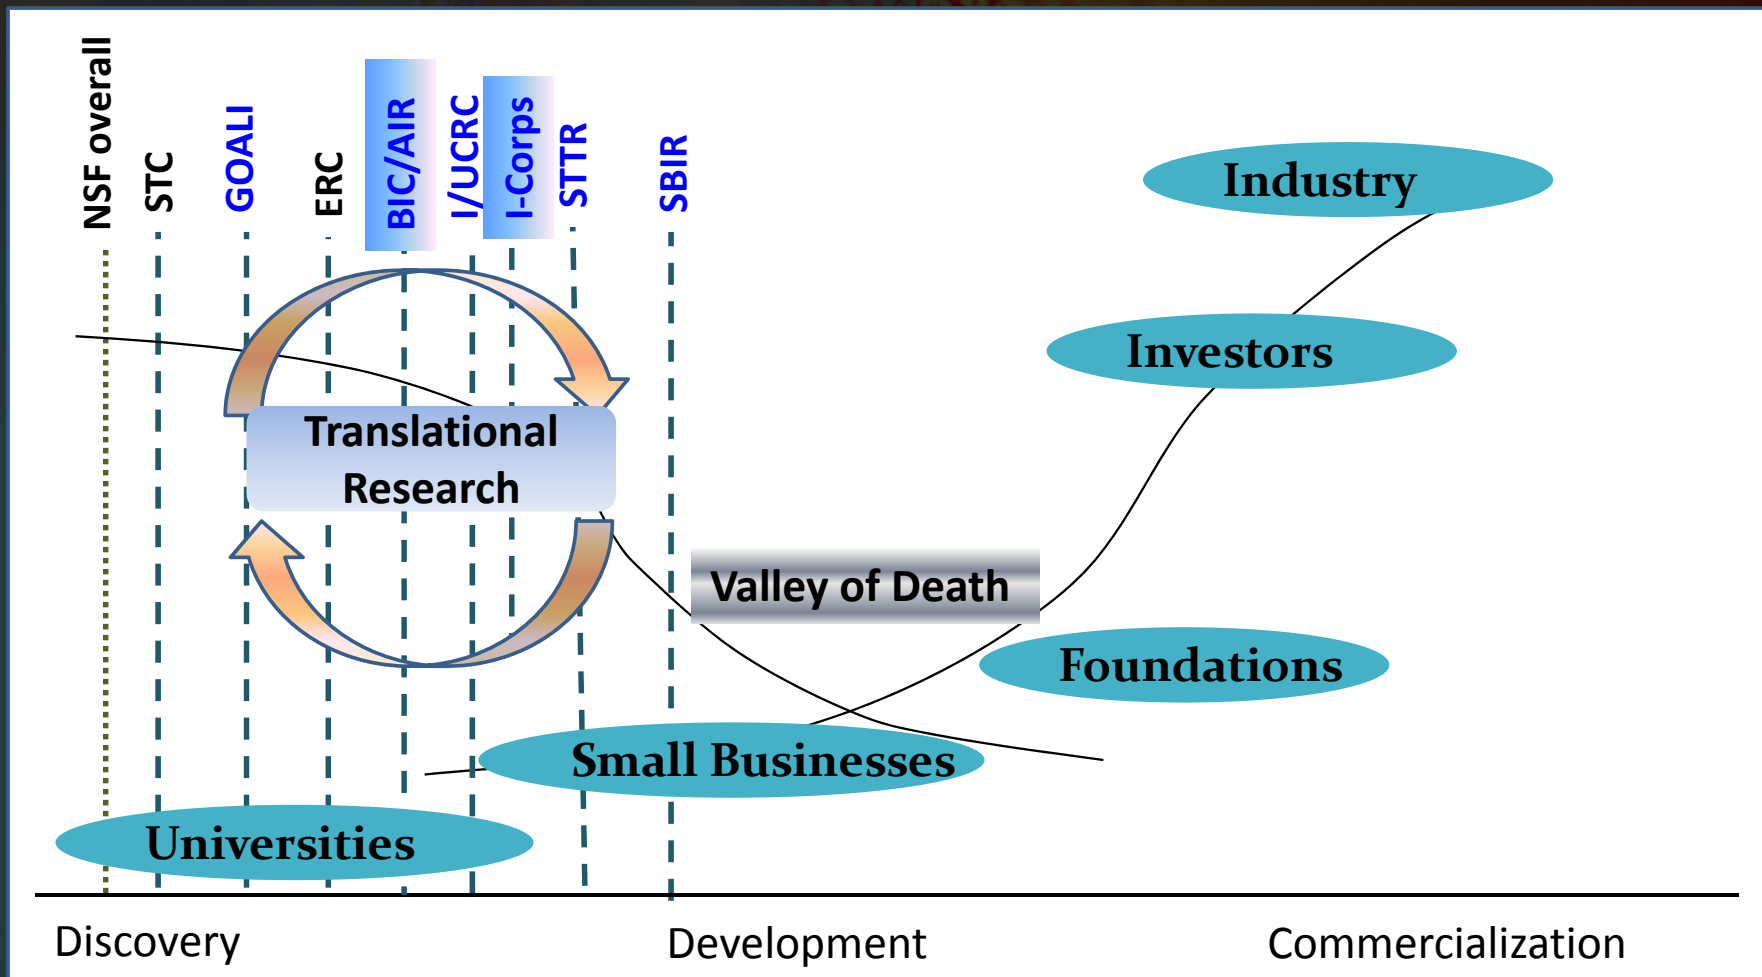 NSF overall
STC
GOALI
ERC
BIC/AIR
I/UCRC
I-Corps
STTR
SBIR
Industry
Investors
Translational
Research
Valley of Death
Foundations
Small Businesses
Universities
Discovery
Development
Commercialization